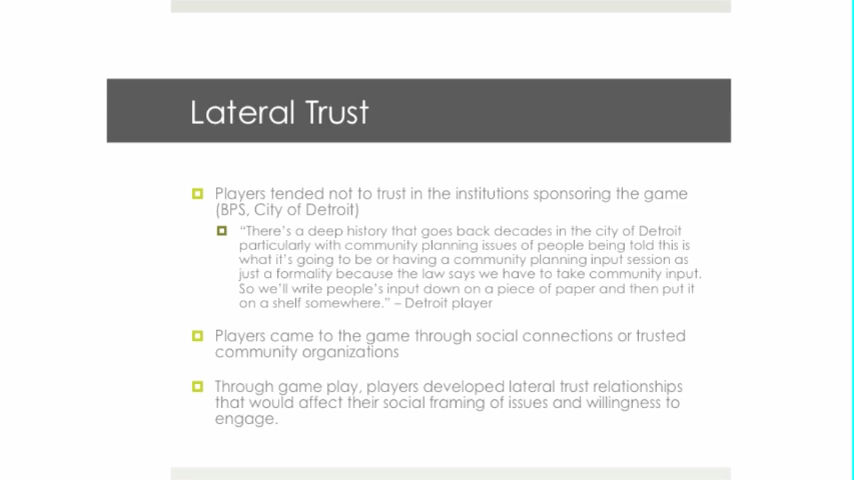 Lateral Trust
Players tended not to trust in the institutions sponsoring the game
(BPS, City of Detroit)
“There’s a deep history that goes back decades in the city of Detroit
particularly with community planning issues of people being told this is
what it’s going to be or having a community planning input session as
just a formality because the law says we have to take community input.
So we’ll write people’s input down on a piece of paper and then put it
on a shelf somewhere.” – Detroit player
Players came to the game through social connections or trusted
community organizations
Through game play, players developed lateral trust relationships
that would affect their social framing of issues and willingness to
engage.